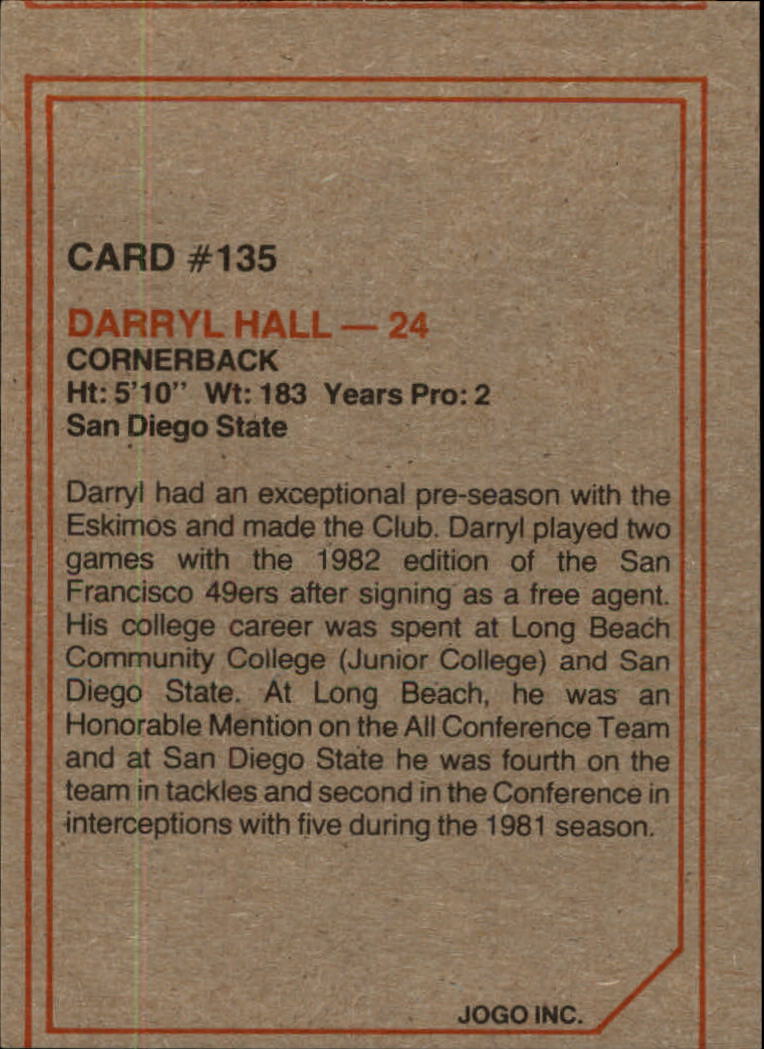 CARD #135
DARRYL HALL — 24
CORNERBACK
Ht: 5'10" Wt: 183 Years Pro: 2
San Diego State
Darryl had an exceptional pre-season with the
Eskimos and made the Club. Darryl played two
games with the 1982 edition of the San
Francisco 49ers after signing as a free agent.
His college career was spent at Long Beach
Community College (Junior College) and San
Diego State. At Long Beach, he was an
Honorable Mention on the All Conference Team
and at San Diego State he was fourth on the
team in tackles and second in the Conference in
interceptions with five during the 1981 season.
JOGO INC.